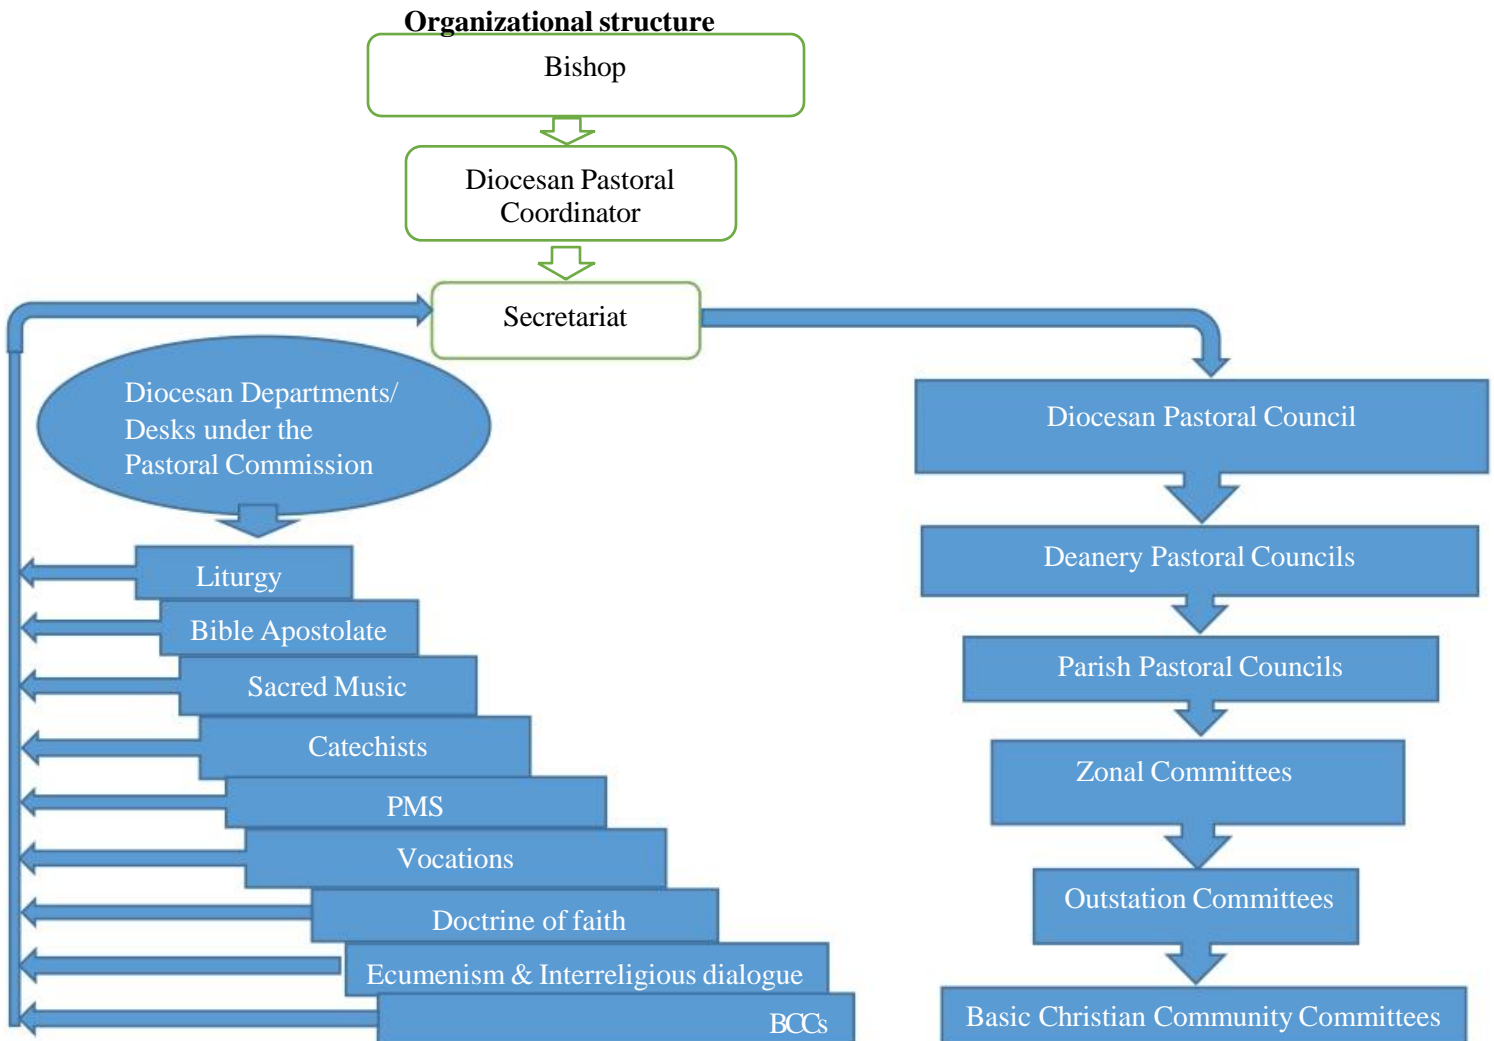 Organizational structure
Bishop
Diocesan Pastoral
Coordinator
Secretariat
Diocesan Departments/
Desks under the
Pastoral Commission
Liturgy
Bible Apostolate
Sacred Music
Catechists
PMS
Vocations
Doctrine of faith
Ecumenism & Interreligious dialogue
BCCs
Diocesan Pastoral Council
Deanery Pastoral Councils
Parish Pastoral Councils
Zonal Committees
Outstation Committees
Basic Christian Community Committees